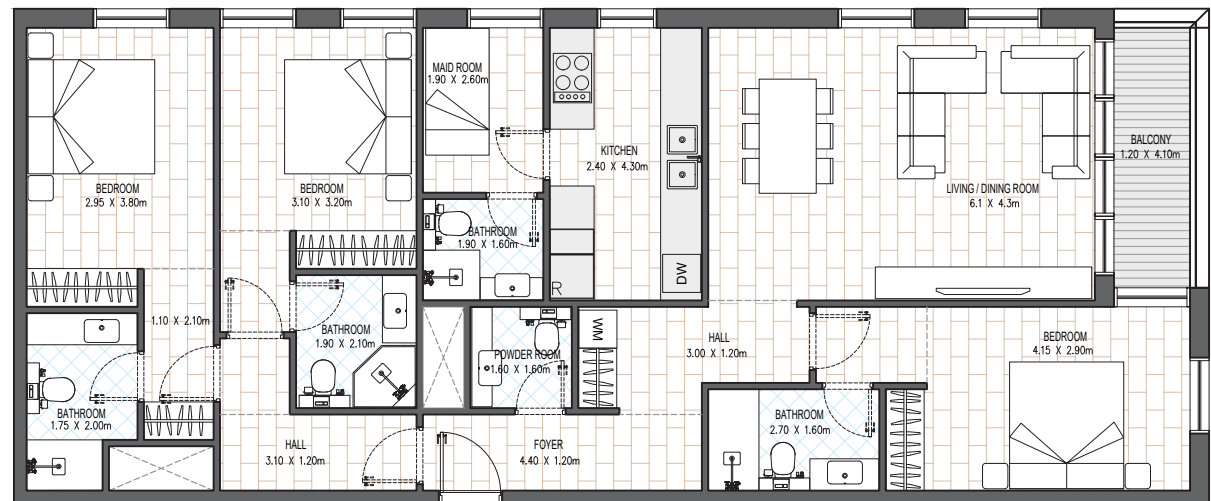 MAID ROOM
1.90 X 2.60m
KITCHEN
2.40 X 4.30m
BALCONY
1.20 X 4.10m
BEDROOM
2.95 X 3.80m
BEDROOM
3.10 X 3.20m
LIVING / DINING ROOM
6.1 X 4.3m
BATHROOM
1.90 X 1.60m
DW
R
1.10 X 2.10m
BATHROOM
1.90 X 2.10m
WM
HALL
3.00 X 1.20m
BEDROOM
4.15 X 2.90m
POWDER ROOM
1.60 X 1.60m
BATHROOM
1.75 X 2.00m
BATHROOM
2.70 X 1.60m
HALL
3.10 X 1.20m
FOYER
4.40 X 1.20m